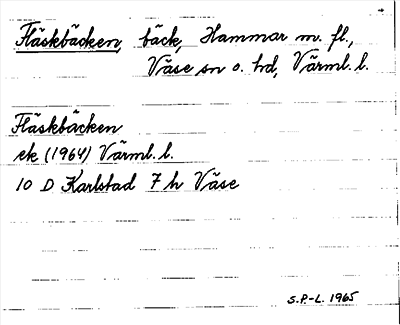 Fläskbäcken, bäck, Hammar m. fl.,
Väse sn o. hd, Värml. l.
Fläskbäcken
ek (1964) Värml. l.
10 D Karlstad 7 h Väse
S.P.-L. 1965